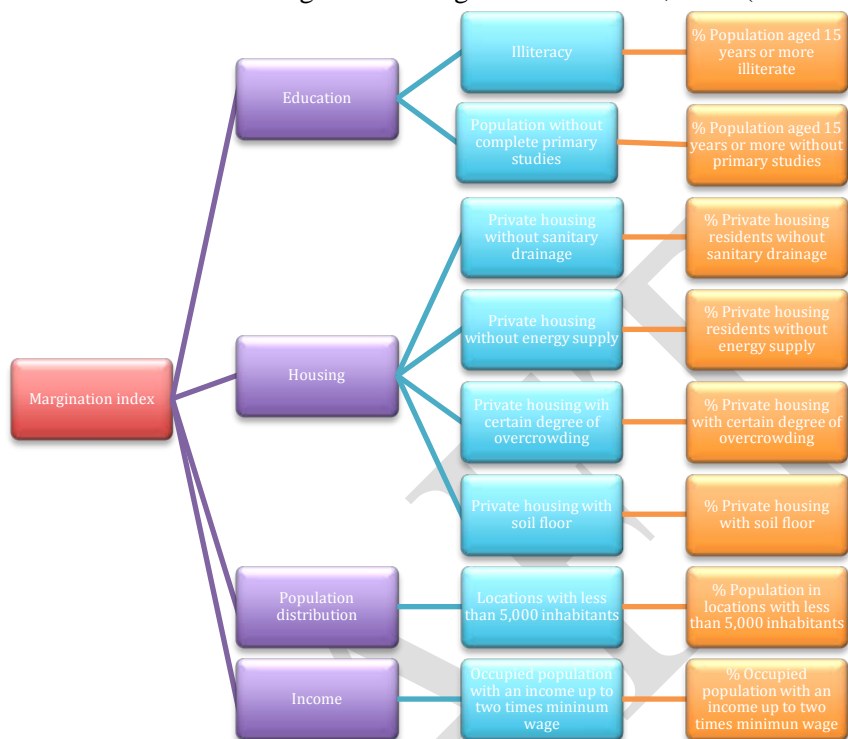 Margination index
Education
Illiteracy
% Population aged 15
years or more
illiterate
Population without
complete primary
studies
% Population aged 15
years or more without
primary studies
Housing
Private housing
without sanitary
drainage
% Private housing
residents wihout
sanitary drainage
Private housing
without energy supply
% Private housing
residents without
energy supply
Private housing wih
certain degree of
overcrowding
% Private housing
with certain degree of
overcrowding
Private housing with
soil floor
% Private housing
with soil floor
Population
distribution
Locations with less
than 5,000 inhabitants
% Population in
locations with less
than 5,000 inhabitants
Income
Occupied population
with an income up to
two times mininum
wage
% Occupied
population with an
income up to two
times minimun wage